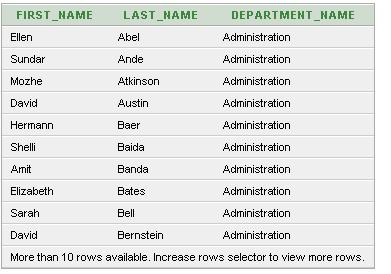 FIRST_NAME LAST_NAME DEPARTMENT_NAME
Ellen Abel Administration
Sundar Ande Administration
Mozhe Atkinson Administration
David Austin Administration
Hermann Baer Administration
Shelli Baida Administration
Amit Banda Administration
Elizabeth Bates Administration
Sarah Bell Administration
David Bernstein Administration
More than 10 rows available. Increase rows selector to view more rows.